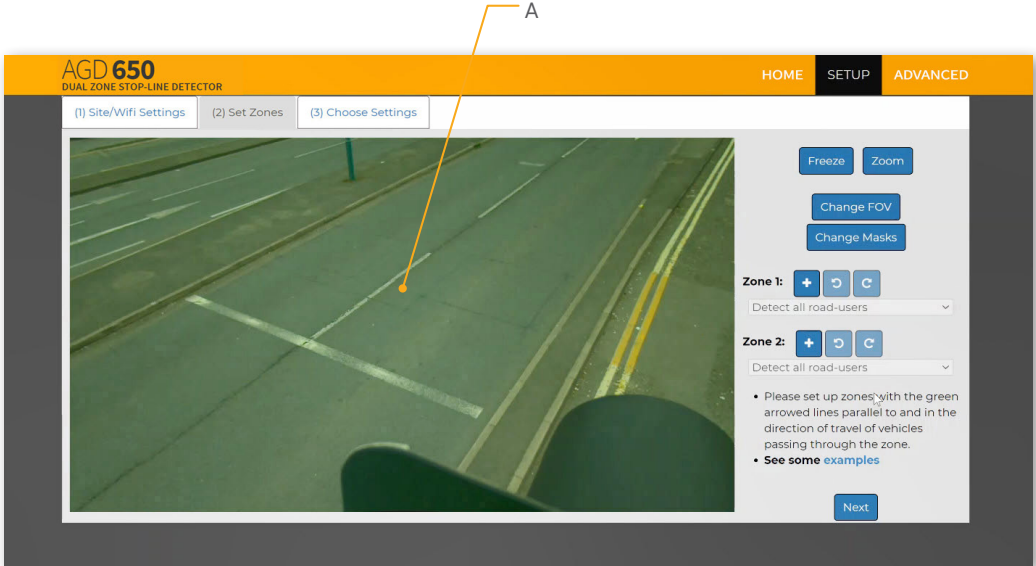 A
AGD 650
DUAL ZONE STOP-LINE DETECTOR
HOME SETUP ADVANCED
(1) Site/Wifi Settings (2) Set Zones (3) Choose Settings
Freeze Zoom
Change FOV
Change Masks
Zone 1:
Detect all road-users
Zone 2:
Detect all road-users
• Please set up zones with the green
arrowed lines parallel to and in the
direction of travel of vehicles
passing through the zone.
• See some examples
Next